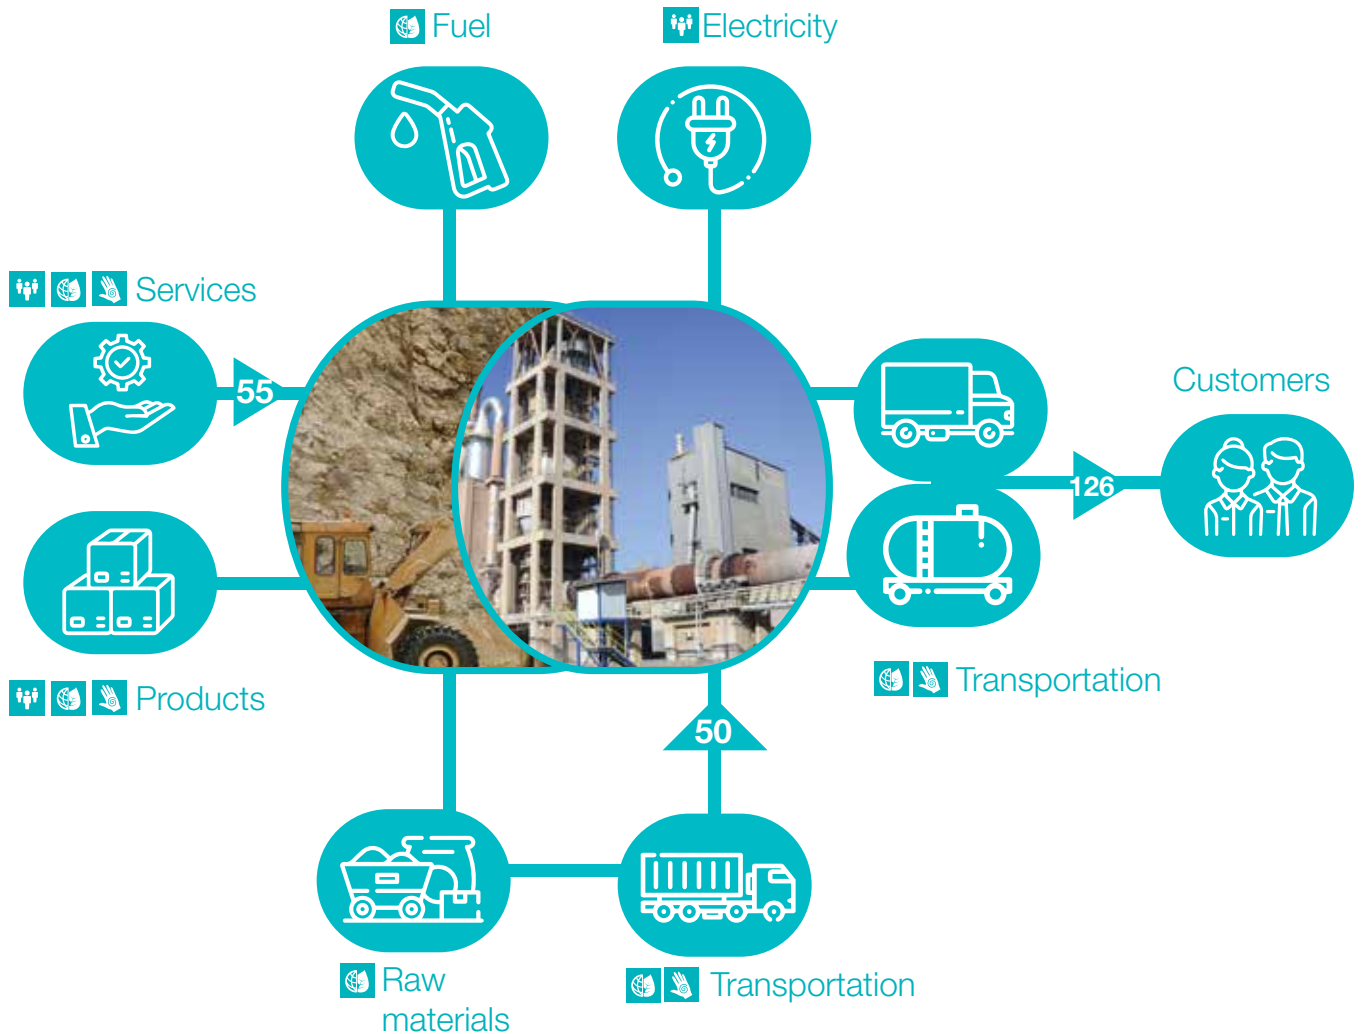 Fuel
Electricity
Services
55
Customers
126
Products
Transportation
50
Raw
materials
Transportation